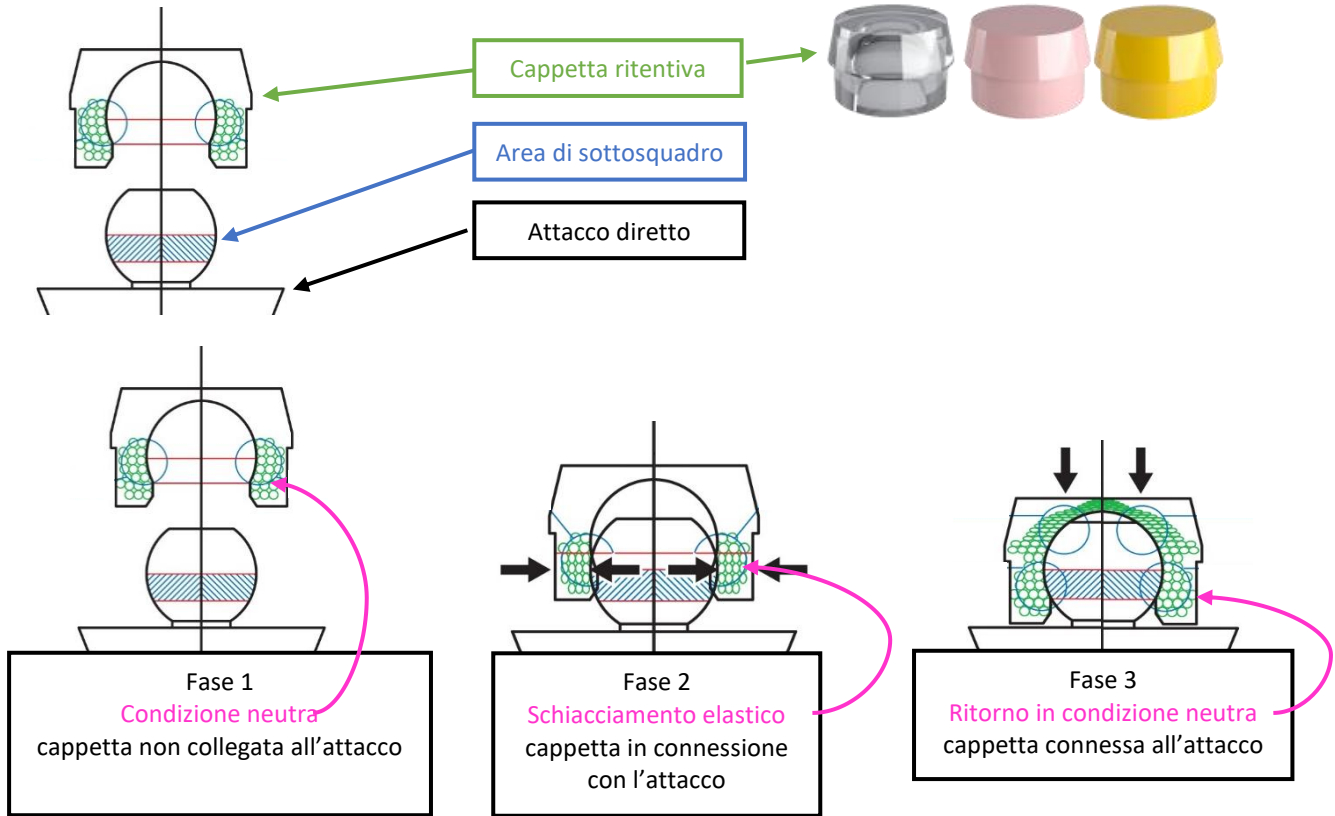 Cappetta ritentiva
Area di sottosquadro
Attacco diretto
Fase 1
Condizione neutra
cappetta non collegata all’attacco
Fase 2
Schiacciamento elastico
cappetta in connessione
con l’attacco
Fase 3
Ritorno in condizione neutra
cappetta connessa all’attacco